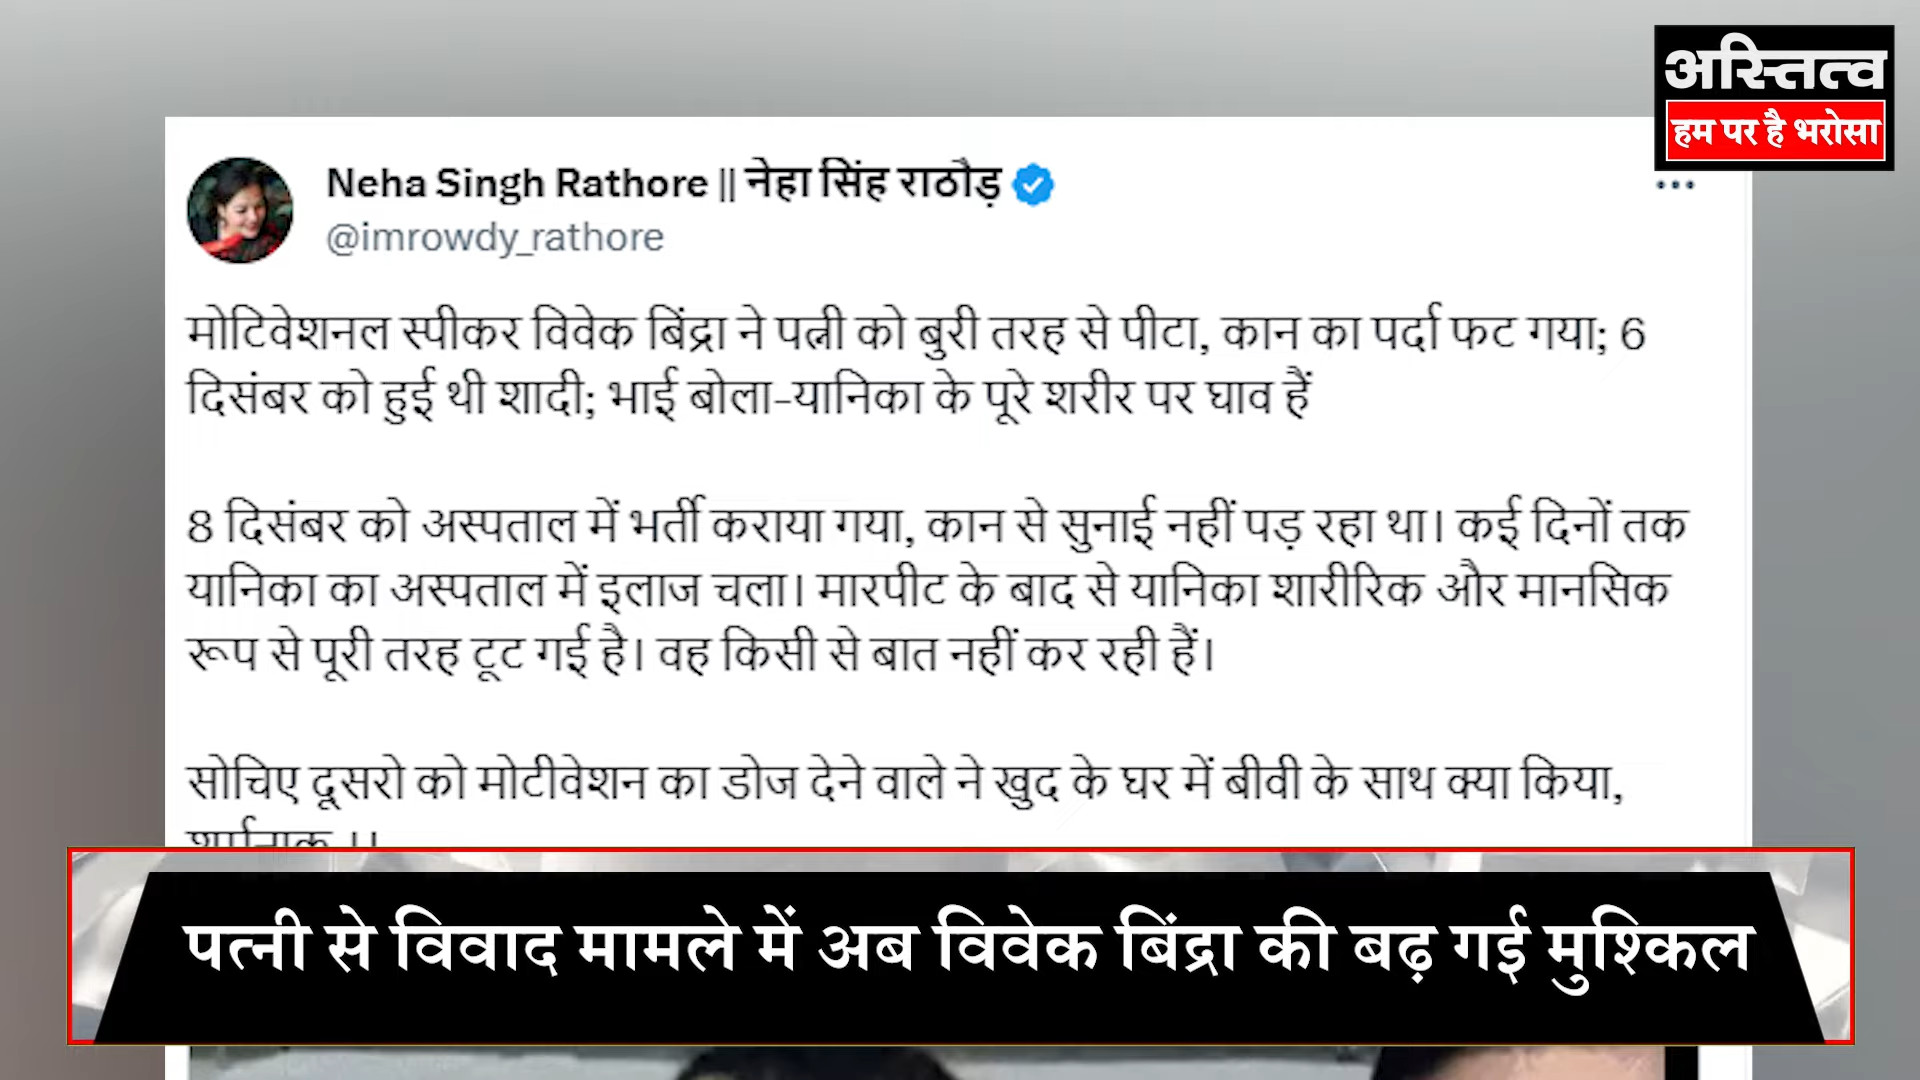 अस्तित्व
हम पर है भरोसा
Neha Singh Rathore || नेहा सिंह राठौड़
@imrowdy_rathore
मोटिवेशनल स्पीकर विवेक बिंद्रा ने पत्नी को बुरी तरह से पीटा, कान का पर्दा फट गया; 6
दिसंबर को हुई थी शादी; भाई बोला-यानिका के पूरे शरीर पर घाव हैं
8 दिसंबर को अस्पताल में भर्ती कराया गया, कान से सुनाई नहीं पड़ रहा था। कई दिनों तक
यानिका का अस्पताल में इलाज चला। मारपीट के बाद से यानिका शारीरिक और मानसिक
रूप से पूरी तरह टूट गई है। वह किसी से बात नहीं कर रही हैं।
सोचिए दूसरो को मोटीवेशन का डोज देने वाले ने खुद के घर में बीवी के साथ क्या किया,
पत्नी से विवाद मामले में अब विवेक बिंद्रा की बढ़ गई मुश्किल